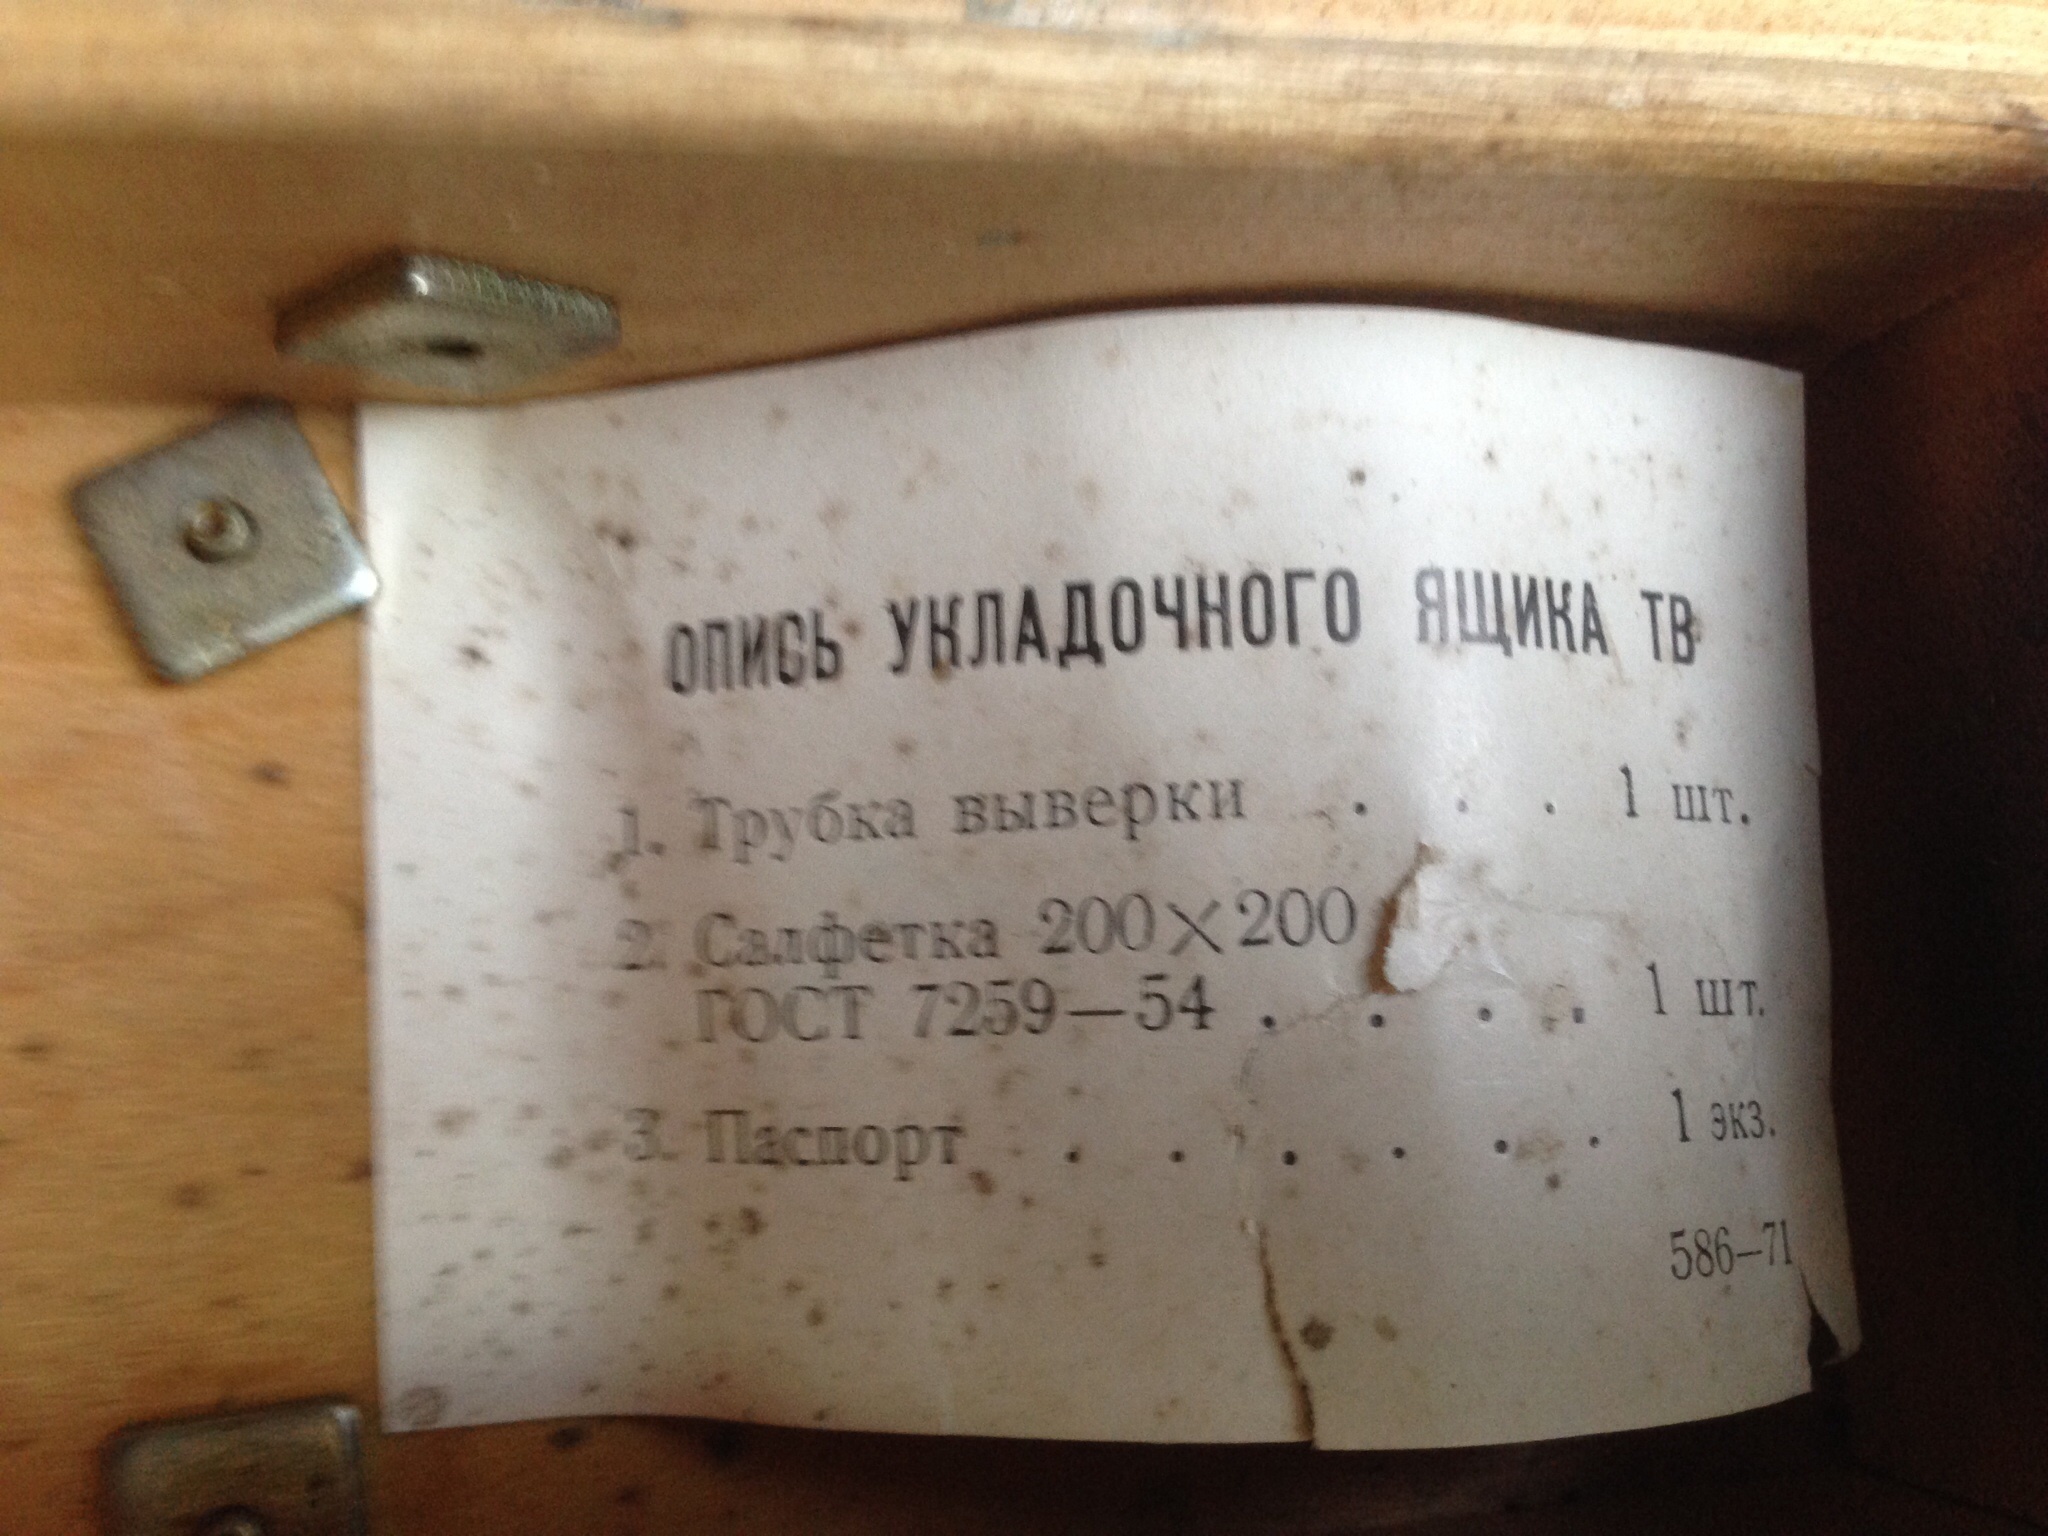 ОПИСЬ УКЛАДОЧНОГО ЯЩИКА ТВ
1. Трубка выверки . . . 1 шт.
2. Салфетка 200×200
ГОСТ 7259—54 . . . . 1 шт.
3. Паспорт . . . . . . 1 экз.
586—71